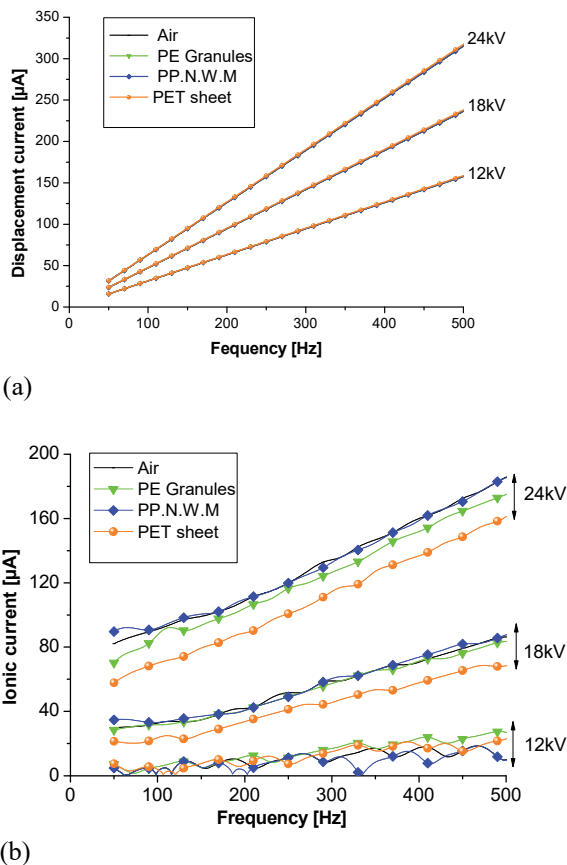 350
300
250
200
150
100
50
0
Displacement current [µA]
Air
PE Granules
PP.N.W.M
PET sheet
24kV
18kV
12kV
0 100 200 300 400 500
Fequency [Hz]
(a)
200
160
120
80
40
0
Ionic current [µA]
Air
PE Granules
PP.N.W.M
PET sheet
24kV
18kV
12kV
0 100 200 300 400 500
Frequency [Hz]
(b)